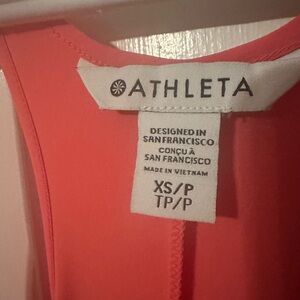 ATHLETA
DESIGNED IN
SAN FRANCISCO
CONÇU À
SAN FRANCISCO
MADE IN VIETNAM
XS/P
TP/P